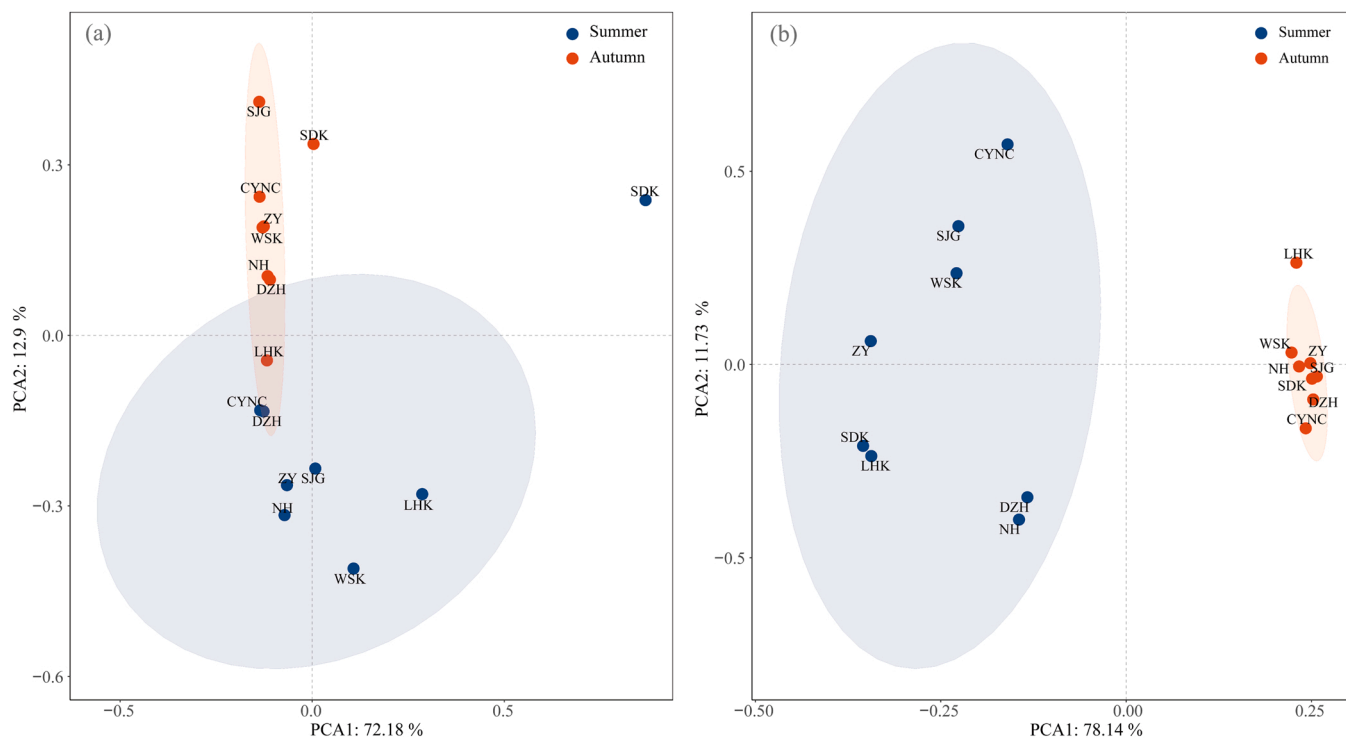 (a)
Summer
Autumn
SJG
SDK
CYNC
SDK
ZY
WSK
NH
DZH
LHK
CYNC
DZH
ZY SJG
NH
LHK
WSK
0.3
0.0
−0.3
−0.6
−0.5
0.0
0.5
PCA1: 72.18 %
PCA2: 12.9 %
(b)
Summer
Autumn
CYNC
SJG
WSK
ZY
SDK
LHK
DZH
NH
LHK
WSK
ZY
NH
SJG
SDK
DZH
CYNC
0.5
0.0
−0.5
−0.50
−0.25
0.00
0.25
PCA1: 78.14 %
PCA2: 11.73 %